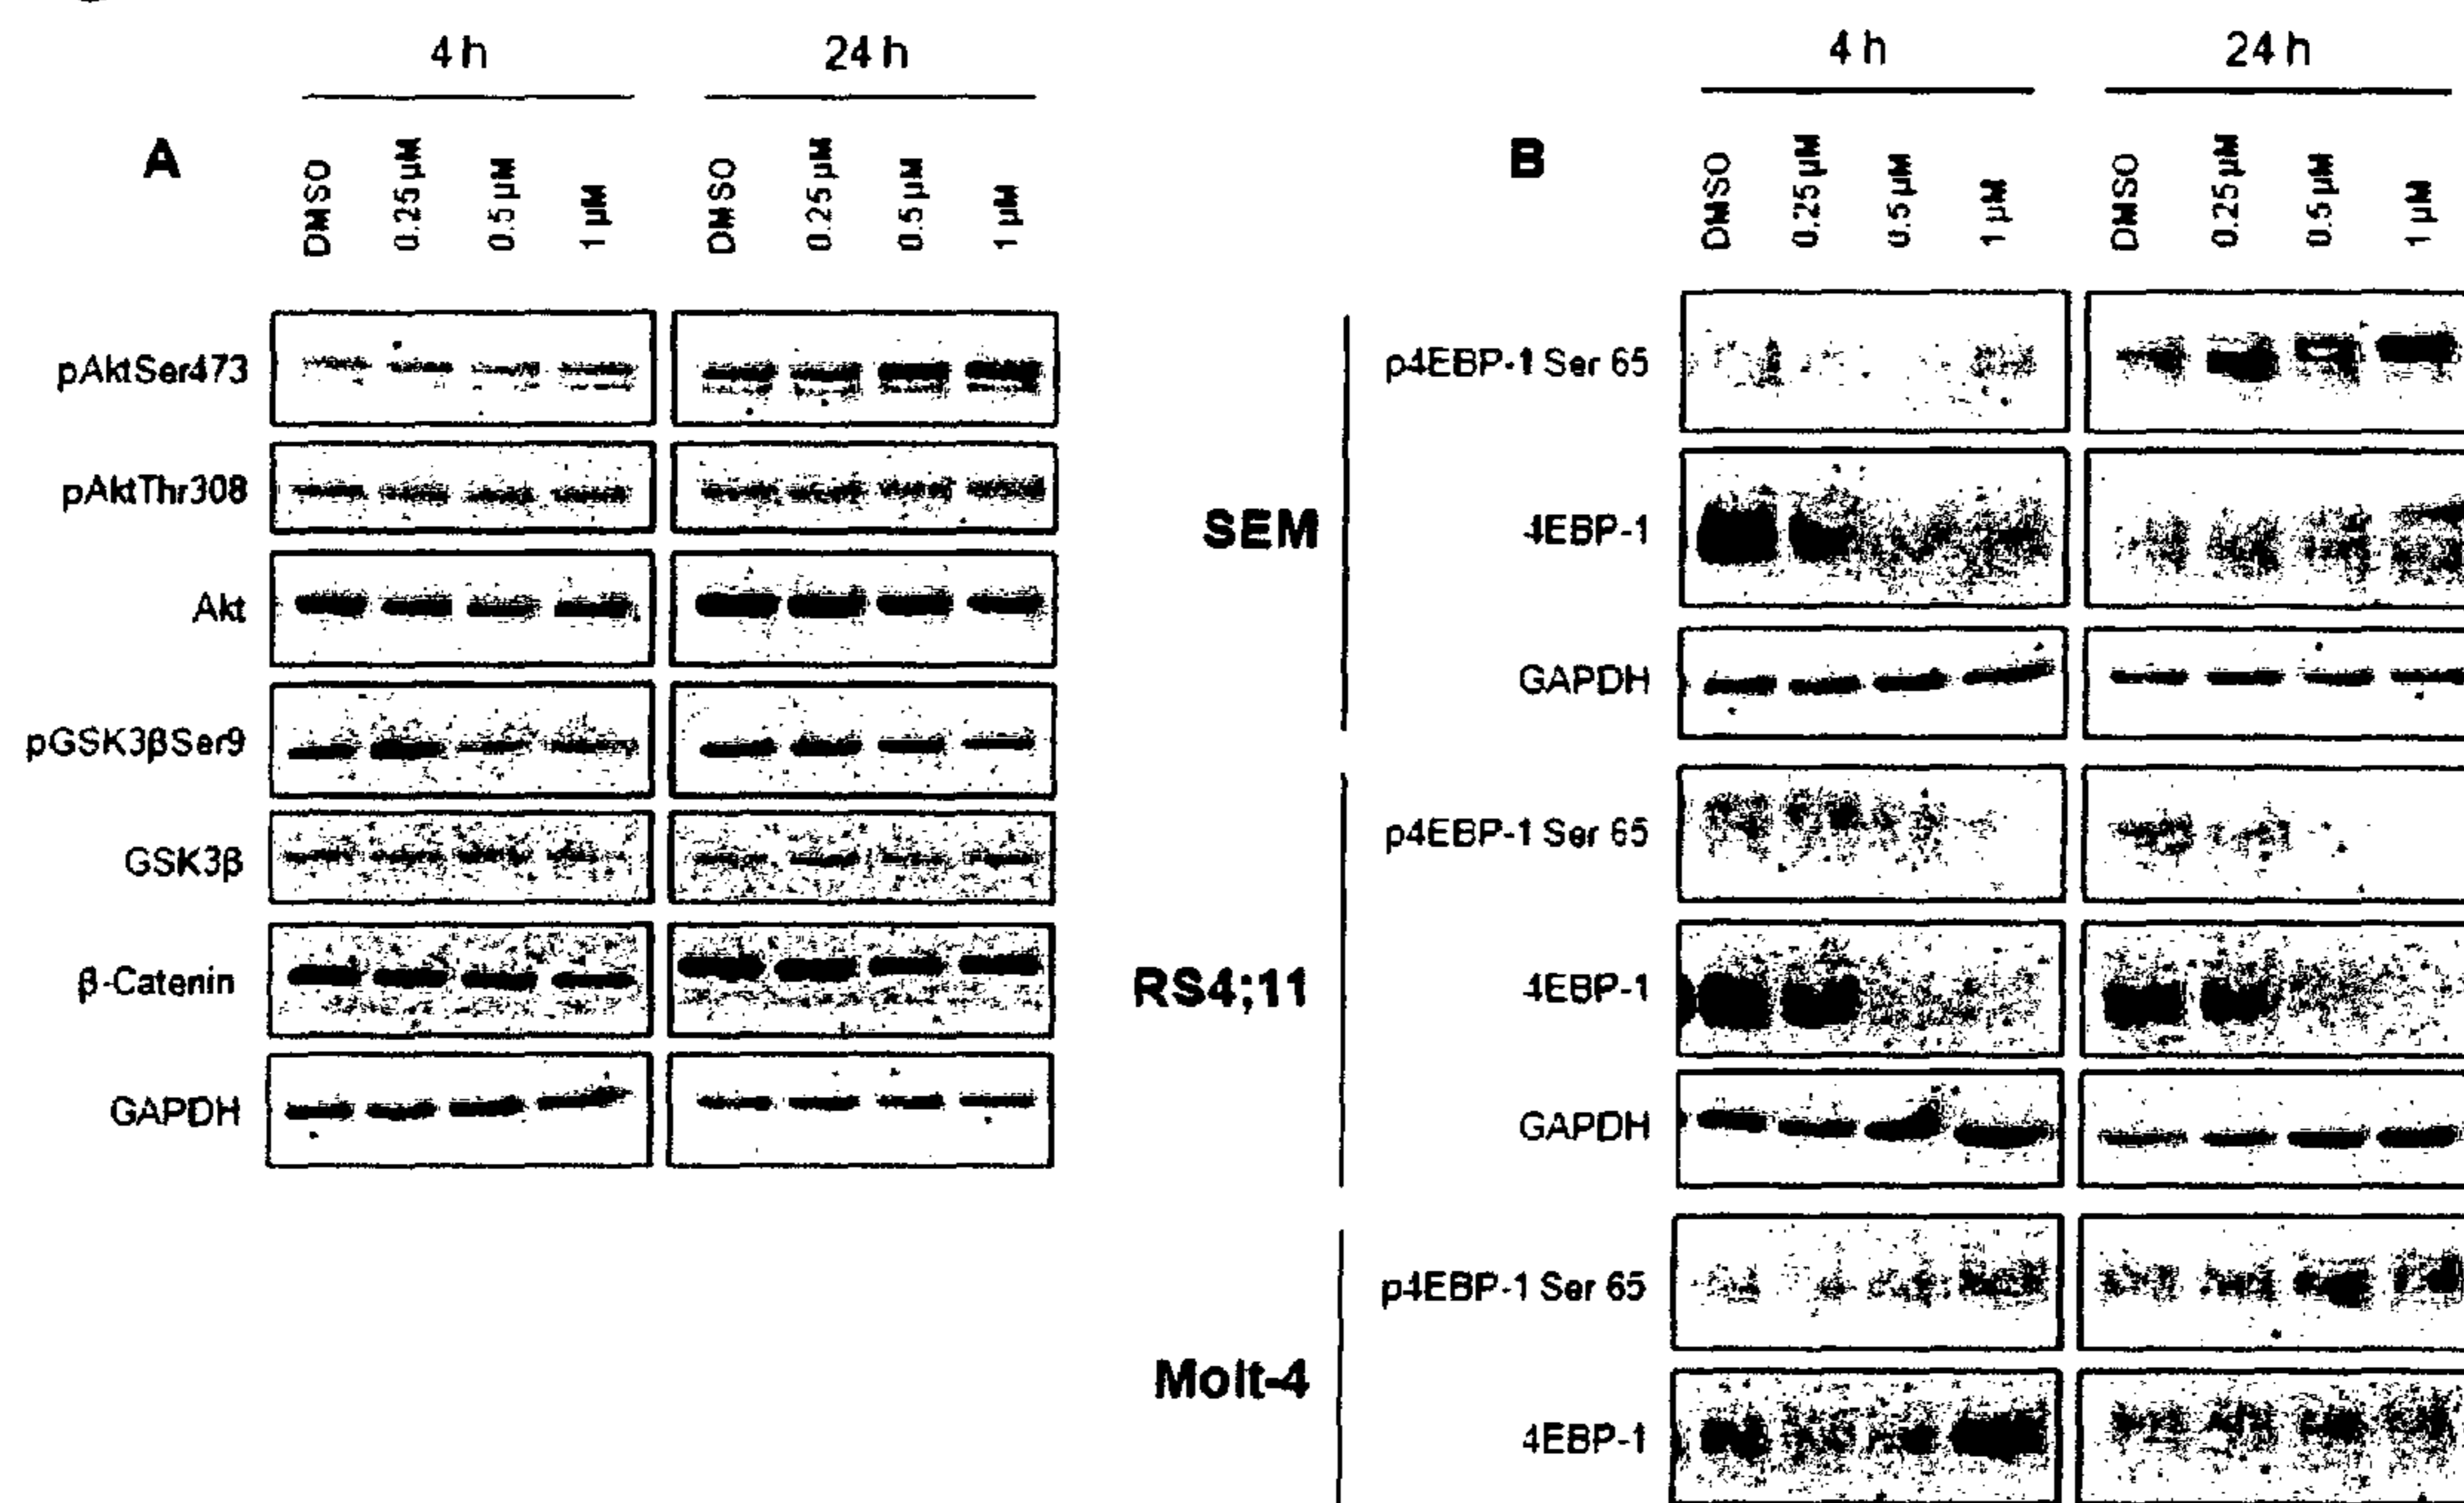 4 h 24 h
A
DMSO 0.25 µM 0.5 µM 1 µM DMSO 0.25 µM 0.5 µM 1 µM
pAktSer473
pAktThr308
Akt
pGSK3βSer9
GSK3β
β-Catenin
GAPDH
4 h 24 h
B
DMSO 0.25 µM 0.5 µM 1 µM DMSO 0.25 µM 0.5 µM 1 µM
SEM
p4EBP-1 Ser 65
4EBP-1
GAPDH
RS4;11
p4EBP-1 Ser 65
4EBP-1
GAPDH
Molt-4
p4EBP-1 Ser 65
4EBP-1